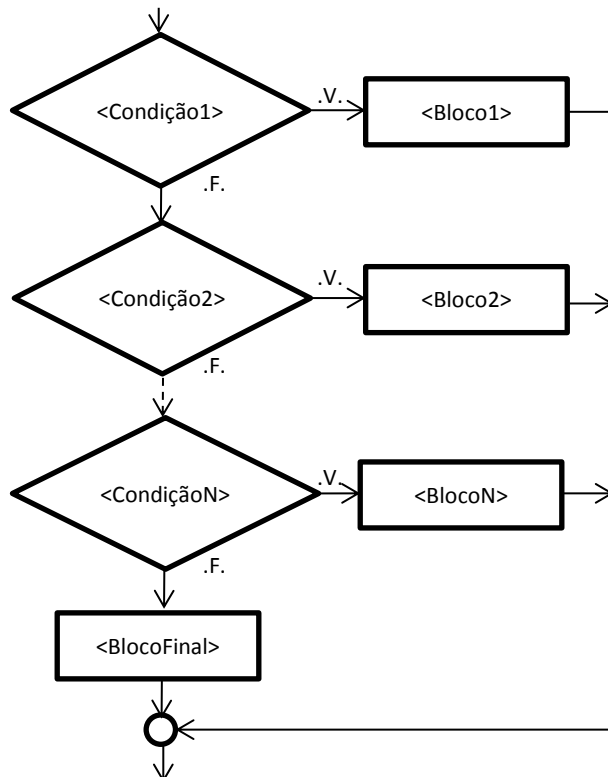 .V.
<Condição1>
<Bloco1>
.F.
.V.
<Condição2>
<Bloco2>
.F.
.V.
<CondiçãoN>
<BlocoN>
.F.
<BlocoFinal>